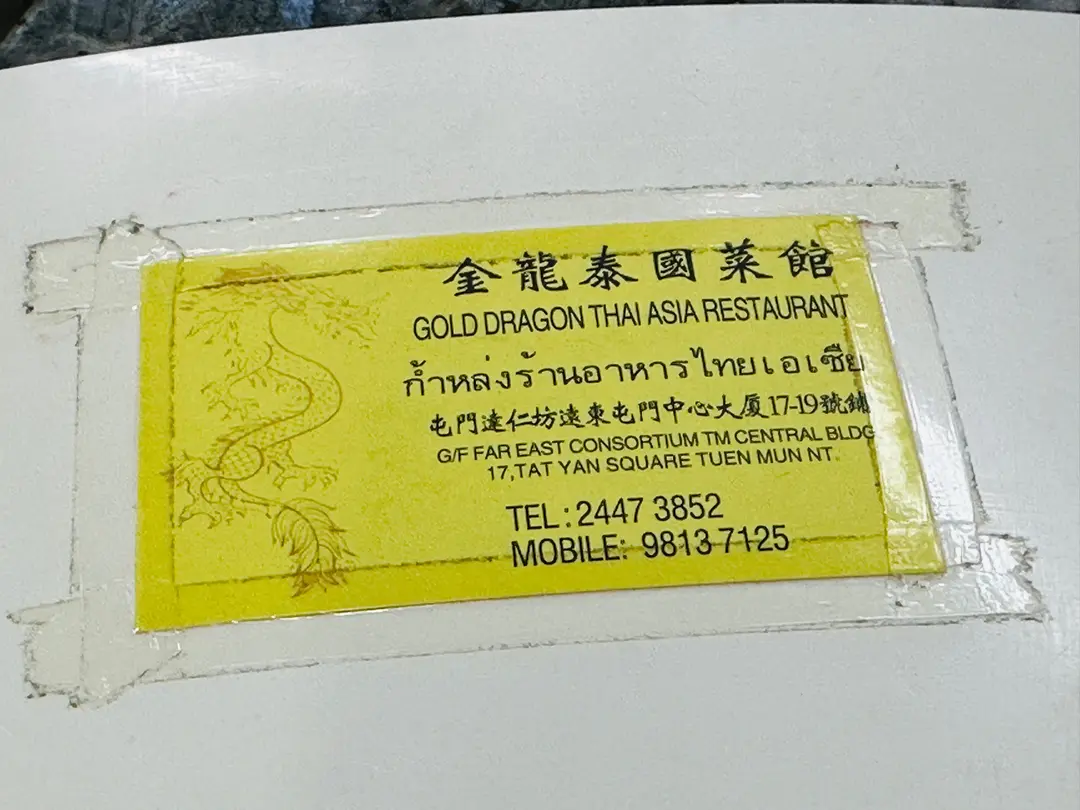 金龍泰國菜館
GOLD DRAGON THAI ASIA RESTAURANT
ก้ำหล่งร้านอาหารไทยเอเซีย
屯門達仁坊遠東屯門中心大厦17-19號鋪
G/F FAR EAST CONSORTIUM TM CENTRAL BLDG
17,TAT YAN SQUARE TUEN MUN NT.
TEL:2447 3852
MOBILE: 9813 7125